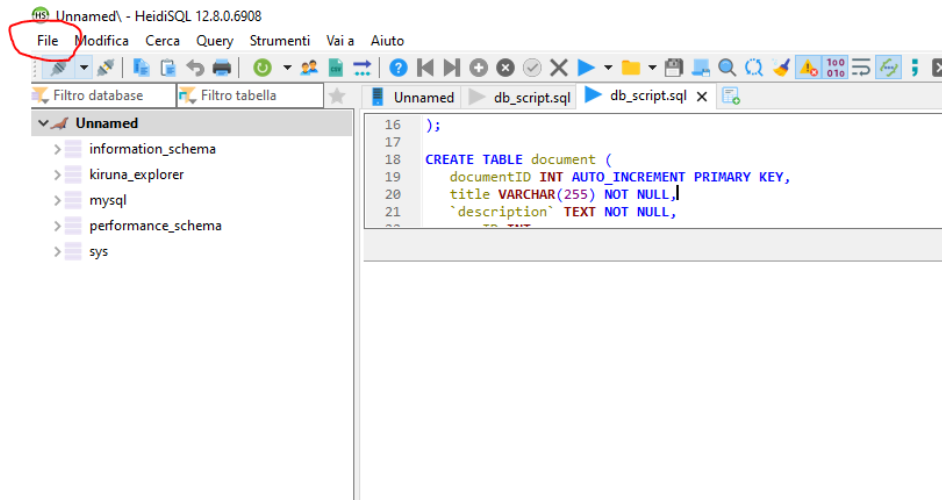 Unnamed\ - HeidiSQL 12.8.0.6908
File Modifica Cerca Query Strumenti Vai a Aiuto
Filtro database Filtro tabella
Unnamed db_script.sql db_script.sql
Unnamed
information_schema
kiruna_explorer
mysql
performance_schema
sys
16 );
17
18 CREATE TABLE document (
19 documentID INT AUTO_INCREMENT PRIMARY KEY,
20 title VARCHAR(255) NOT NULL,
21 `description` TEXT NOT NULL,